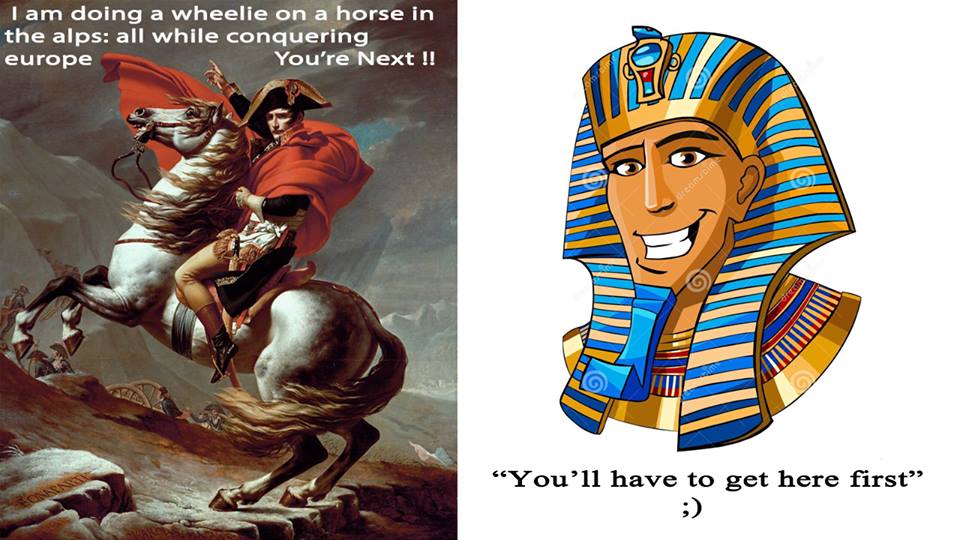 I am doing a wheelie on a horse in
the alps: all while conquering
europe You're Next !!
BONAPARTE
“You’ll have to get here first”
;)